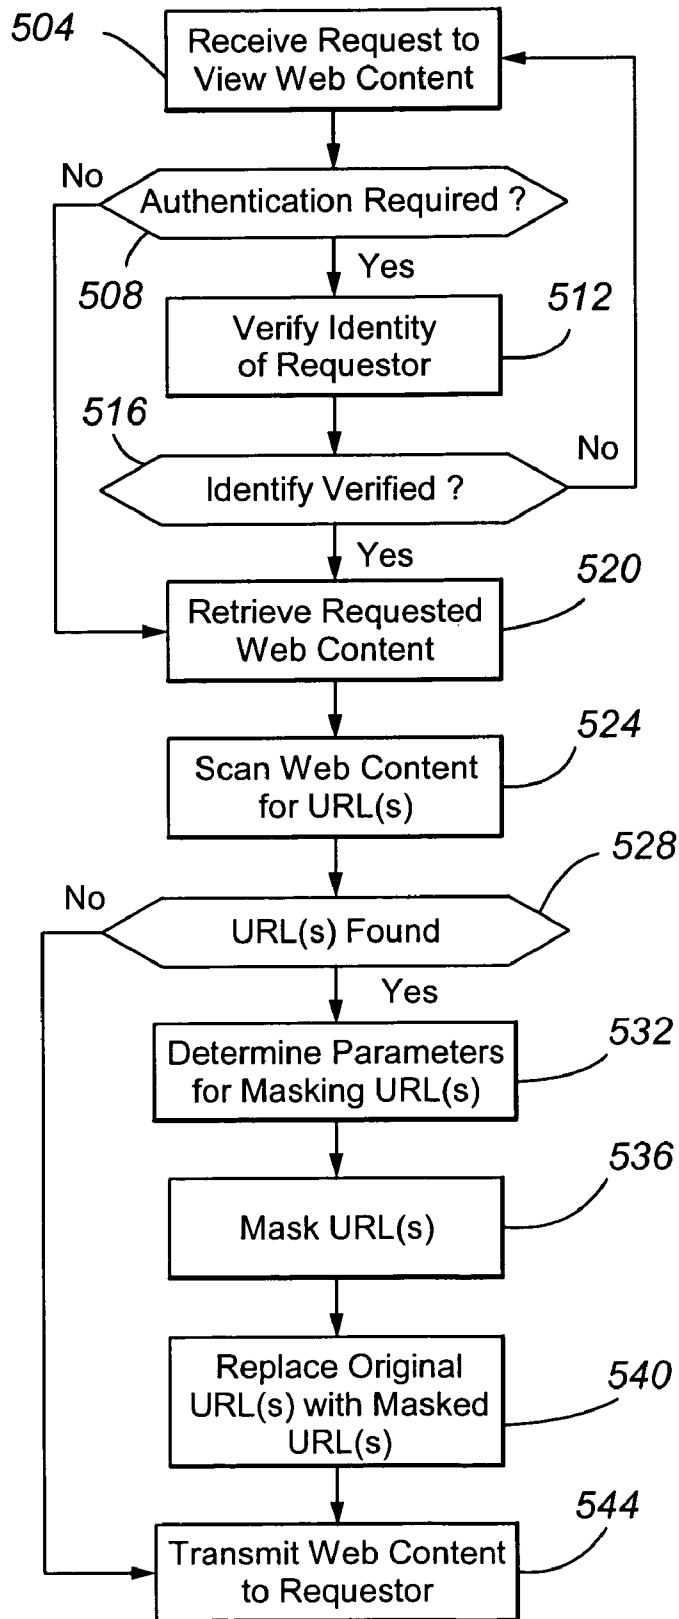 504
Receive Request to
View Web Content
No
Authentication Required ?
508
Yes
512
Verify Identity
of Requestor
516
No
Identify Verified ?
Yes
520
Retrieve Requested
Web Content
524
Scan Web Content
for URL(s)
528
No
URL(s) Found
Yes
532
Determine Parameters
for Masking URL(s)
536
Mask URL(s)
540
Replace Original
URL(s) with Masked
URL(s)
544
Transmit Web Content
to Requestor